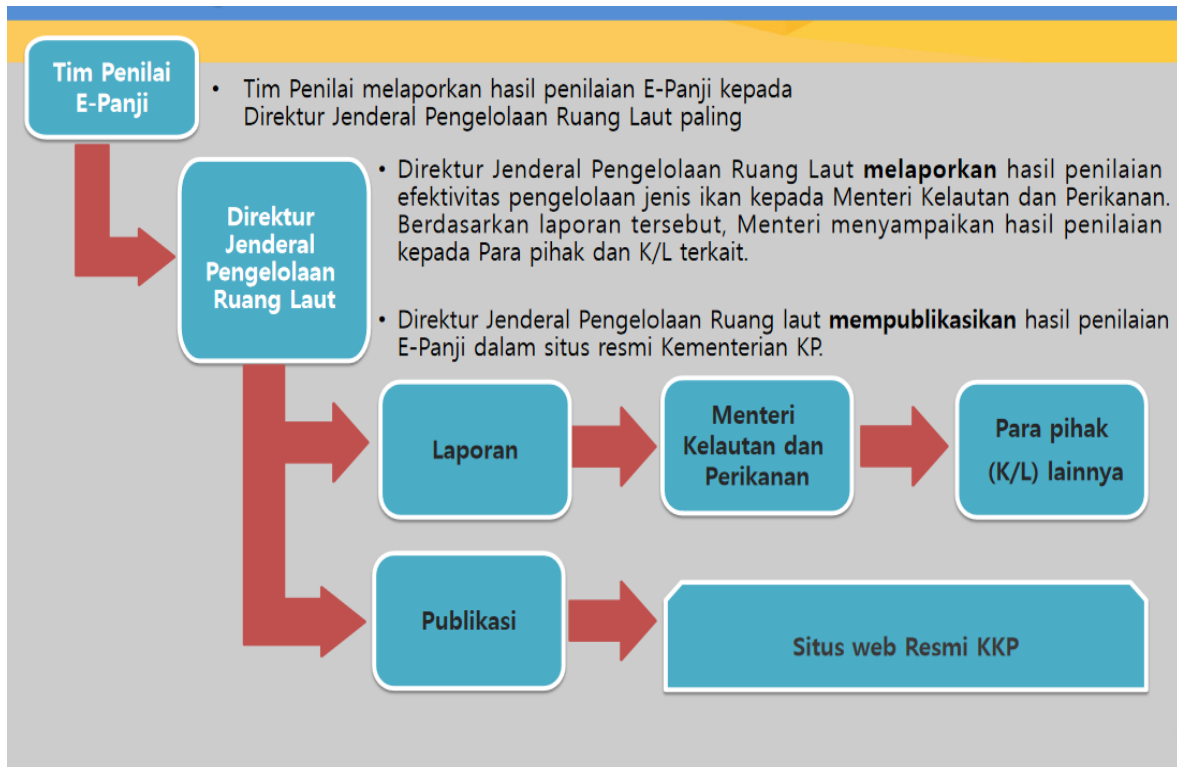 Tim Penilai
E-Panji
• Tim Penilai melaporkan hasil penilaian E-Panji kepada
Direktur Jenderal Pengelolaan Ruang Laut paling
Direktur
Jenderal
Pengelolaan
Ruang Laut
• Direktur Jenderal Pengelolaan Ruang Laut melaporkan hasil penilaian
efektivitas pengelolaan jenis ikan kepada Menteri Kelautan dan Perikanan.
Berdasarkan laporan tersebut, Menteri menyampaikan hasil penilaian
kepada Para pihak dan K/L terkait.
• Direktur Jenderal Pengelolaan Ruang laut mempublikasikan hasil penilaian
E-Panji dalam situs resmi Kementerian KP.
Laporan
Menteri
Kelautan dan
Perikanan
Para pihak
(K/L) lainnya
Publikasi
Situs web Resmi KKP